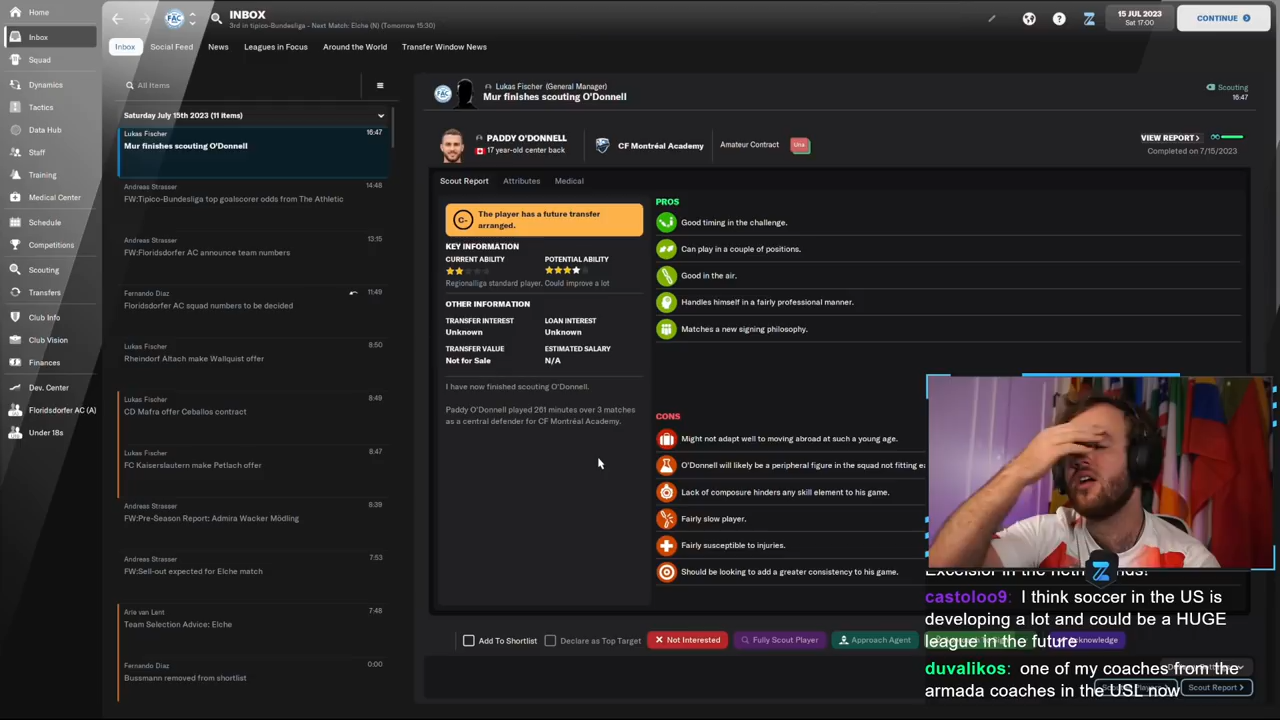 Home
Inbox
Squad
Dynamics
Tactics
Data Hub
Staff
Training
Medical Center
Schedule
Competitions
Scouting
Transfers
Club Info
Club Vision
Finances
Dev. Center
Floridsdorfer AC (A)
Under 18s
FAC
INBOX
3rd in tipico-Bundesliga - Next Match: Elche (N) (Tomorrow 15:30)
15 JUL 2023
Sat 17:00
CONTINUE
Inbox
Social Feed
News
Leagues in Focus
Around the World
Transfer Window News
All Items
Saturday July 15th 2023 (11 items)
Lukas Fischer 16:47
Mur finishes scouting O'Donnell
Andreas Strasser 14:48
FW:Tipico-Bundesliga top goalscorer odds from The Athletic
Andreas Strasser 13:15
FW:Floridsdorfer AC announce team numbers
Fernando Diaz 11:49
Floridsdorfer AC squad numbers to be decided
Lukas Fischer 8:50
Rheindorf Altach make Wallquist offer
Lukas Fischer 8:49
CD Mafra offer Ceballos contract
Lukas Fischer 8:47
FC Kaiserslautern make Petlach offer
Andreas Strasser 8:39
FW:Pre-Season Report: Admira Wacker Mödling
Andreas Strasser 7:53
FW:Sell-out expected for Elche match
Arie van Lent 7:48
Team Selection Advice: Elche
Fernando Diaz 0:00
Bussmann removed from shortlist
FAC
Lukas Fischer (General Manager)
Mur finishes scouting O'Donnell
Scouting
16:47
PADDY O'DONNELL
17 year-old center back
CF Montréal Academy
Amateur Contract
Una
VIEW REPORT >
Completed on 7/15/2023
Scout Report
Attributes
Medical
C-
The player has a future transfer
arranged.
KEY INFORMATION
CURRENT ABILITY
POTENTIAL ABILITY
Regionalliga standard player. Could improve a lot
OTHER INFORMATION
TRANSFER INTEREST
Unknown
LOAN INTEREST
Unknown
TRANSFER VALUE
Not for Sale
ESTIMATED SALARY
N/A
I have now finished scouting O'Donnell.
Paddy O'Donnell played 261 minutes over 3 matches
as a central defender for CF Montréal Academy.
PROS
Good timing in the challenge.
Can play in a couple of positions.
Good in the air.
Handles himself in a fairly professional manner.
Matches a new signing philosophy.
CONS
Might not adapt well to moving abroad at such a young age.
O'Donnell will likely be a peripheral figure in the squad not fitting ea
Lack of composure hinders any skill element to his game.
Fairly slow player.
Fairly susceptible to injuries.
Should be looking to add a greater consistency to his game.
Add To Shortlist
Declare as Top Target
Not Interested
Fully Scout Player
Approach Agent
Acknowledge
Scout Report >
castoloo9: I think soccer in the US is
developing a lot and could be a HUGE
league in the future
duvalikos: one of my coaches from the
armada coaches in the USL now